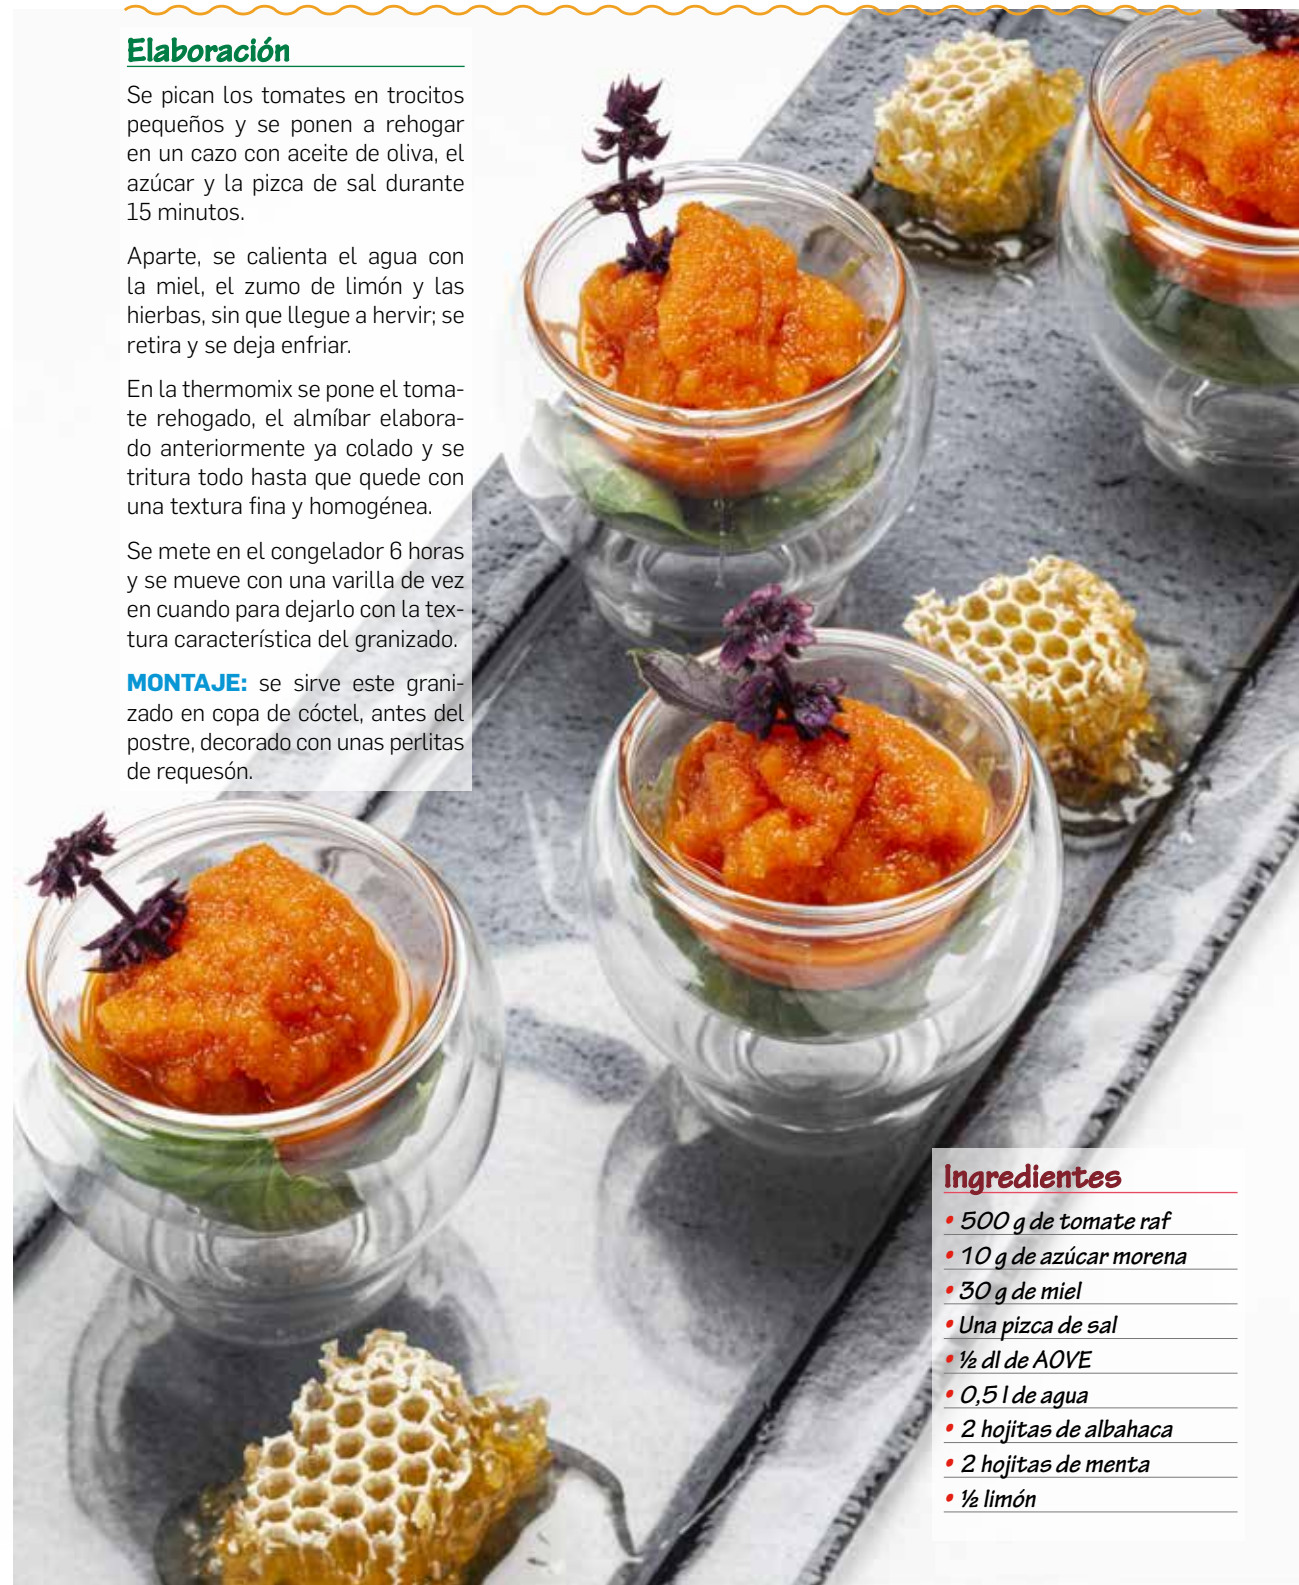 Elaboración
Se pican los tomates en trocitos
pequeños y se ponen a rehogar
en un cazo con aceite de oliva, el
azúcar y la pizca de sal durante
15 minutos.
Aparte, se calienta el agua con
la miel, el zumo de limón y las
hierbas, sin que llegue a hervir; se
retira y se deja enfriar.
En la thermomix se pone el toma-
te rehogado, el almíbar elabora-
do anteriormente ya colado y se
tritura todo hasta que quede con
una textura fina y homogénea.
Se mete en el congelador 6 horas
y se mueve con una varilla de vez
en cuando para dejarlo con la tex-
tura característica del granizado.
MONTAJE: se sirve este grani-
zado en copa de cóctel, antes del
postre, decorado con unas perlitas
de requesón.
Ingredientes
• 500 g de tomate raf
• 10 g de azúcar morena
• 30 g de miel
• Una pizca de sal
• ½ dl de AOVE
• 0,5 l de agua
• 2 hojitas de albahaca
• 2 hojitas de menta
• ½ limón